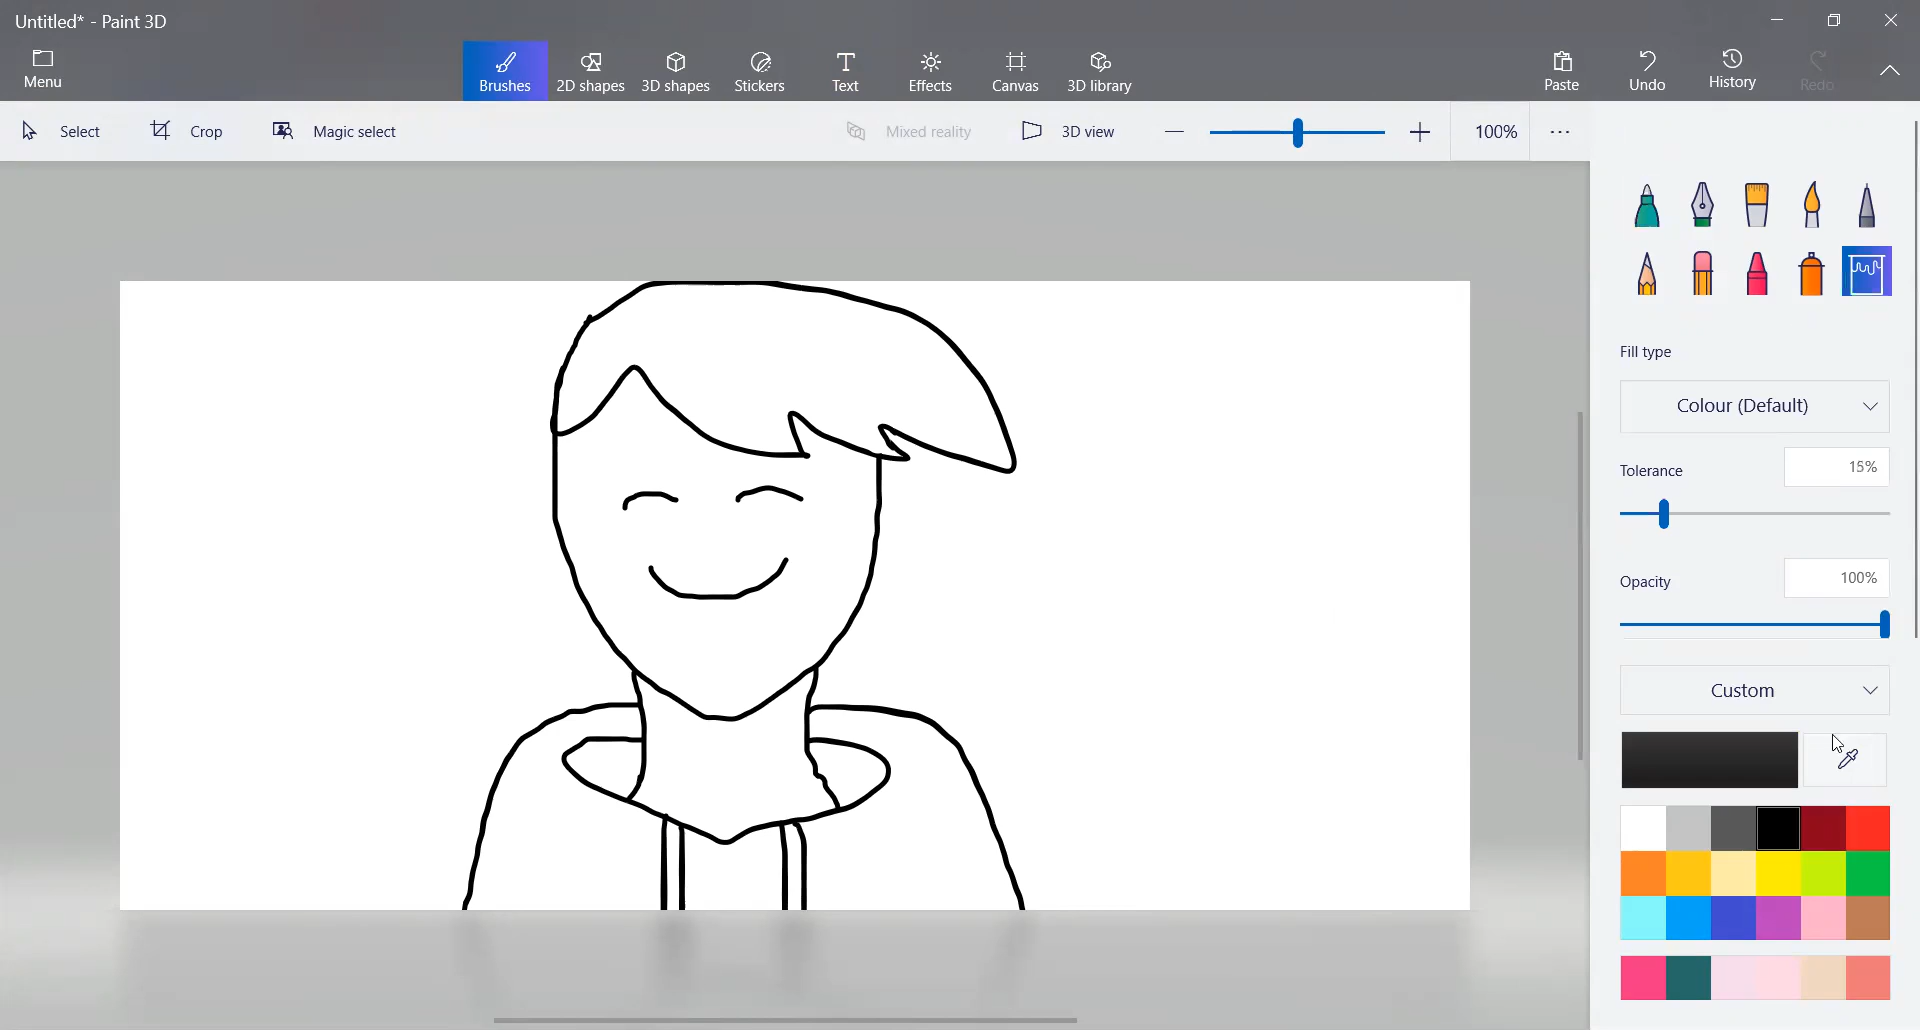 Untitled* - Paint 3D
Menu
Brushes
2D shapes
3D shapes
Stickers
Text
Effects
Canvas
3D library
Paste
Undo
History
Redo
Select
Crop
Magic select
Mixed reality
3D view
100%
Fill type
Colour (Default)
Tolerance
15%
Opacity
100%
Custom